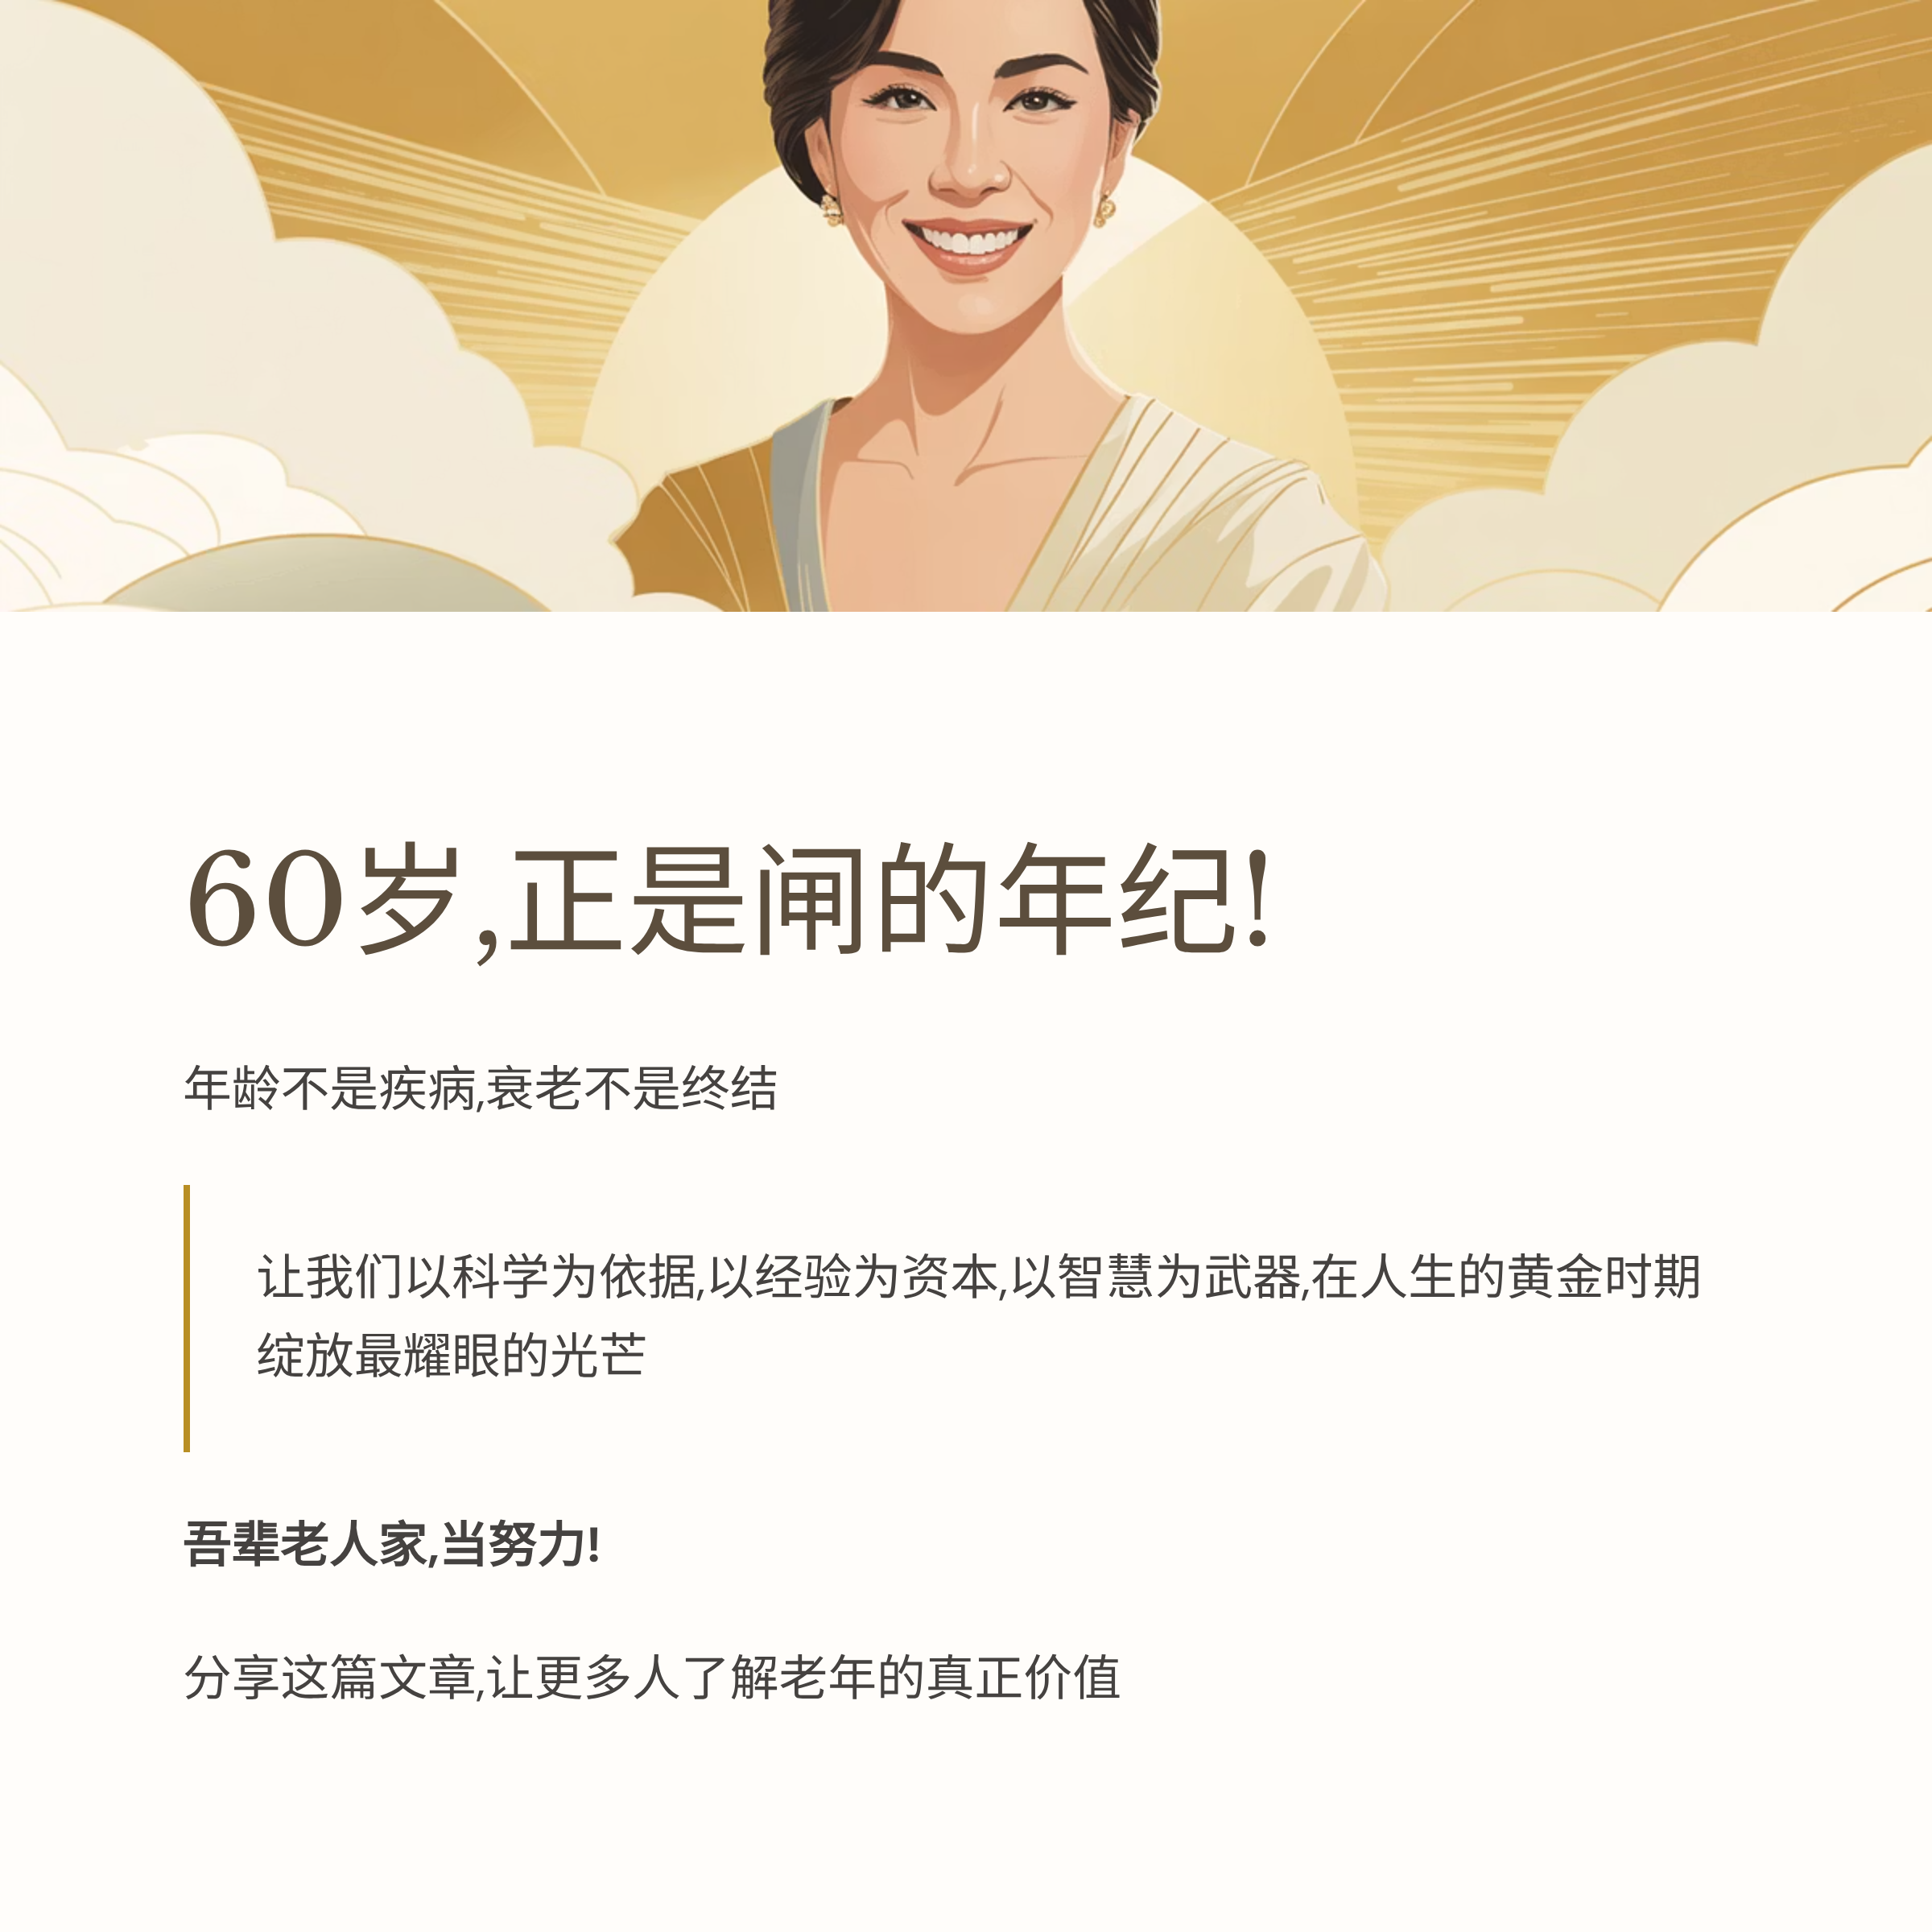 60岁,正是闸的年纪!
年龄不是疾病,衰老不是终结
让我们以科学为依据,以经验为资本,以智慧为武器,在人生的黄金时期
绽放最耀眼的光芒
吾辈老人家,当努力!
分享这篇文章,让更多人了解老年的真正价值